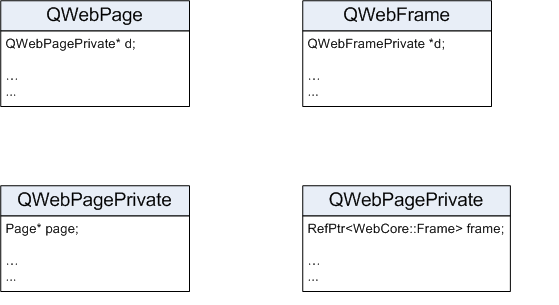 QWebPage
QWebPagePrivate* d;
…
...
QWebFrame
QWebFramePrivate *d;
…
...
QWebPagePrivate
Page* page;
…
...
QWebPagePrivate
RefPtr<WebCore::Frame> frame;
…
...